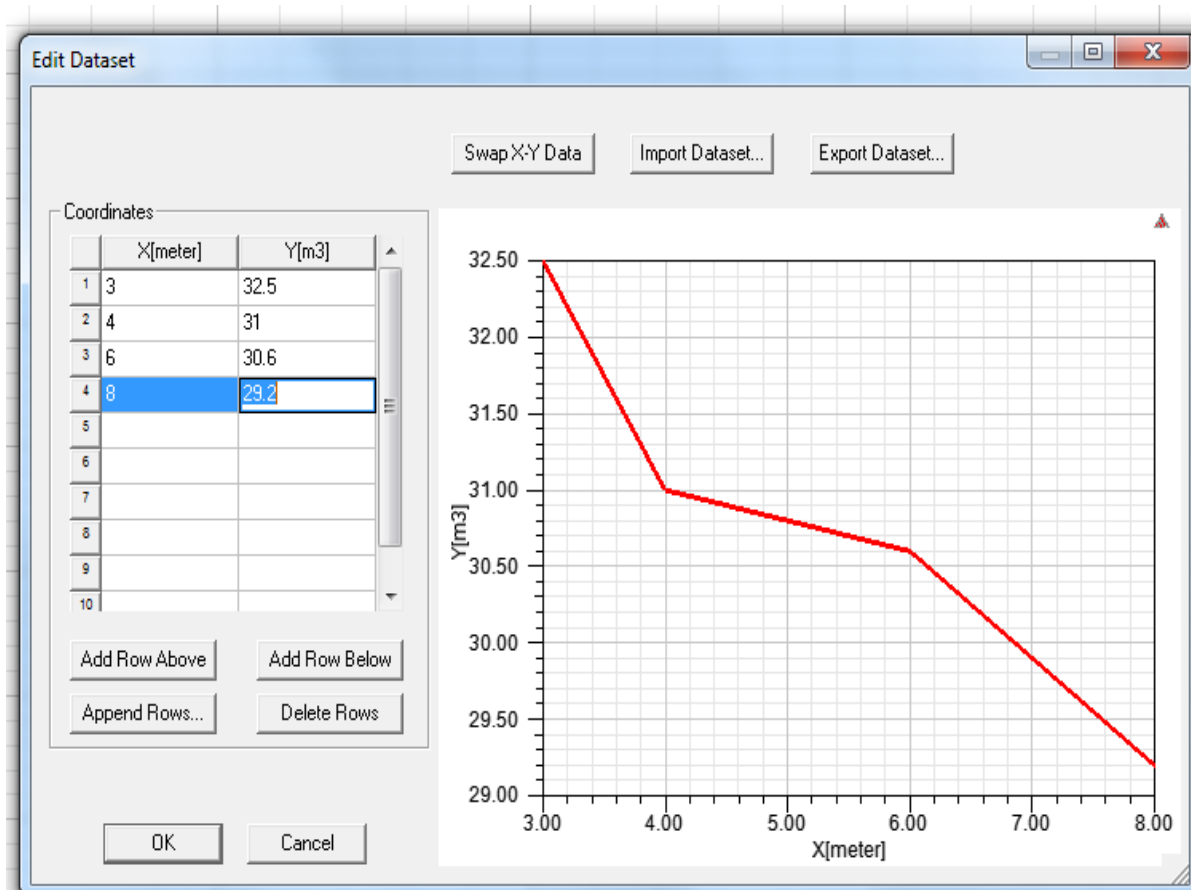 Edit Dataset
Swap X-Y Data Import Dataset... Export Dataset...
Coordinates
X[meter] Y[m3]
1 3 32.5
2 4 31
3 6 30.6
4 8 29.2
5
6
7
8
9
10
Add Row Above Add Row Below
Append Rows... Delete Rows
OK Cancel
32.50
32.00
31.50
31.00
30.50
30.00
29.50
29.00
Y[m3]
3.00 4.00 5.00 6.00 7.00 8.00
X[meter]